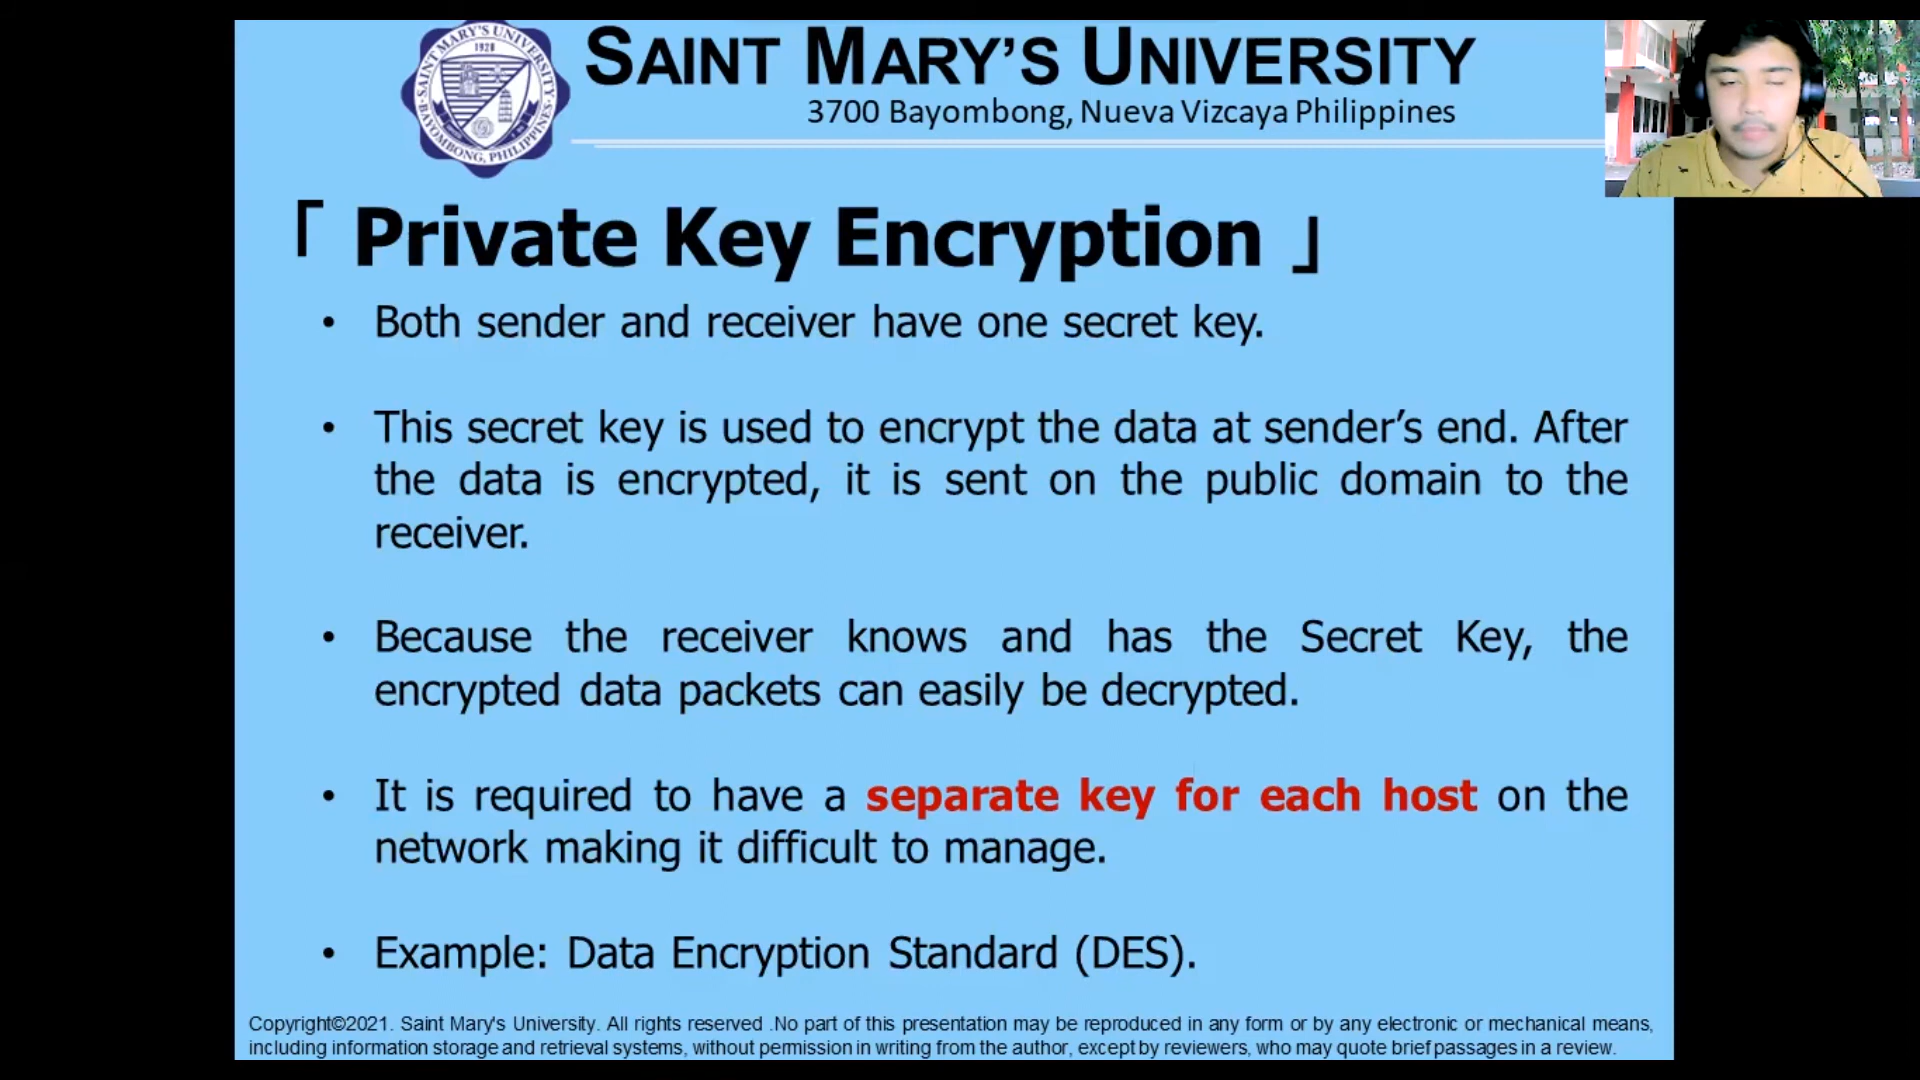 SAINT MARY'S UNIVERSITY
1928
BAYOMBONG, PHILIPPINES
SAINT MARY’S UNIVERSITY
3700 Bayombong, Nueva Vizcaya Philippines
「 Private Key Encryption 」
• Both sender and receiver have one secret key.
• This secret key is used to encrypt the data at sender’s end. After
the data is encrypted, it is sent on the public domain to the
receiver.
• Because the receiver knows and has the Secret Key, the
encrypted data packets can easily be decrypted.
• It is required to have a separate key for each host on the
network making it difficult to manage.
• Example: Data Encryption Standard (DES).
Copyright©2021. Saint Mary's University. All rights reserved .No part of this presentation may be reproduced in any form or by any electronic or mechanical means,
including information storage and retrieval systems, without permission in writing from the author, except by reviewers, who may quote brief passages in a review.